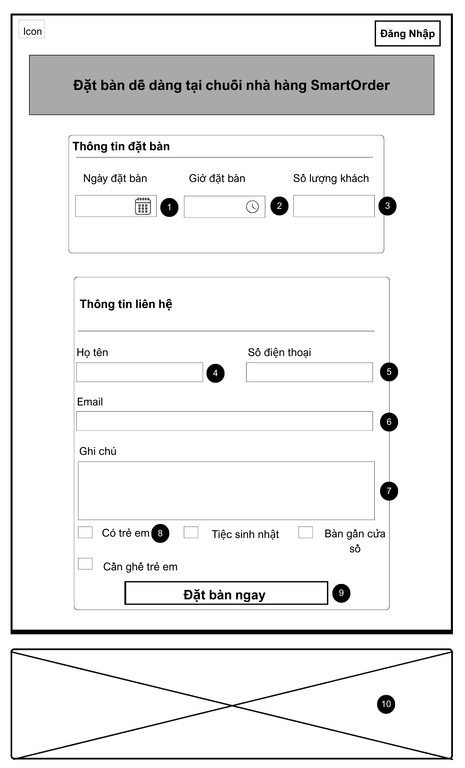 Icon
Đăng Nhập
Đặt bàn dễ dàng tại chuỗi nhà hàng SmartOrder
Thông tin đặt bàn
Ngày đặt bàn
Giờ đặt bàn
Số lượng khách
1
2
3
Thông tin liên hệ
Họ tên
Số điện thoại
4
5
Email
6
Ghi chú
7
Có trẻ em
8
Tiệc sinh nhật
Bàn gần cửa
sổ
Cần ghế trẻ em
Đặt bàn ngay
9
10